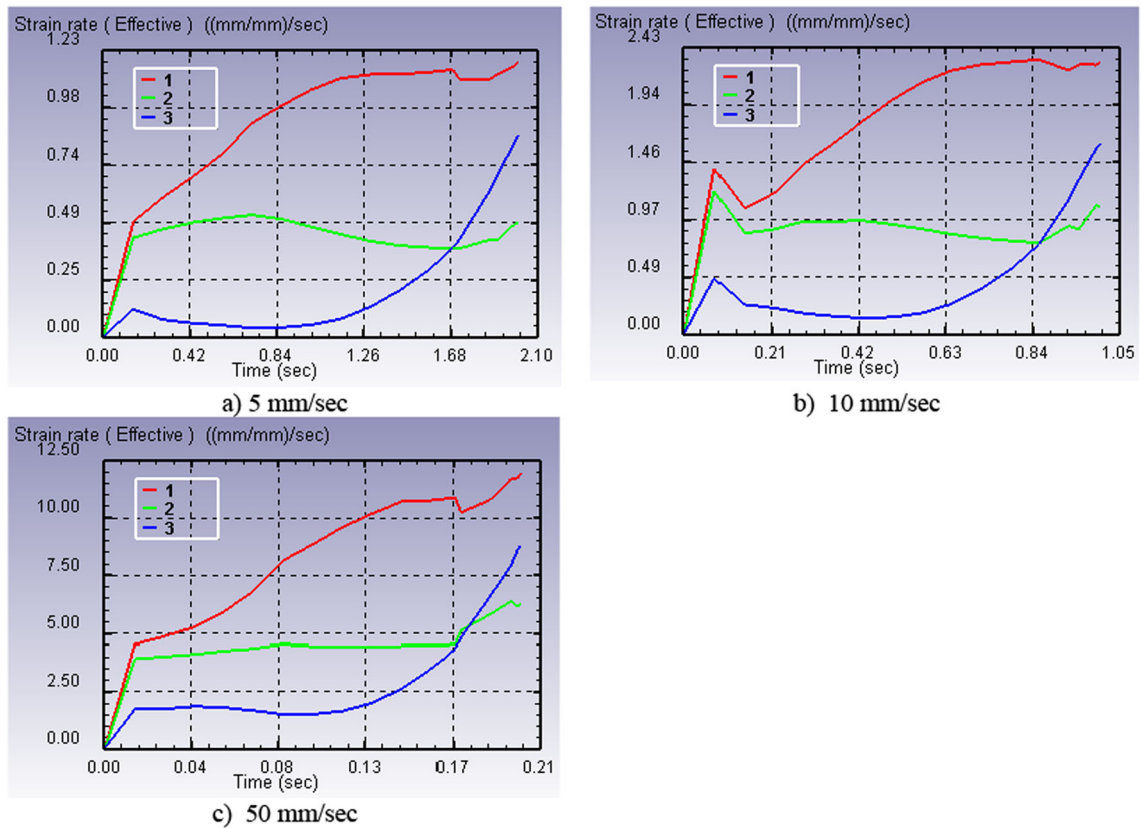 Strain rate ( Effective ) ((mm/mm)/sec)
1.23
0.98
0.74
0.49
0.25
0.00
1
2
3
0.00 0.42 0.84 1.26 1.68 2.10
Time (sec)
a) 5 mm/sec
Strain rate ( Effective ) ((mm/mm)/sec)
2.43
1.94
1.46
0.97
0.49
0.00
1
2
3
0.00 0.21 0.42 0.63 0.84 1.05
Time (sec)
b) 10 mm/sec
Strain rate ( Effective ) ((mm/mm)/sec)
12.50
10.00
7.50
5.00
2.50
0.00
1
2
3
0.00 0.04 0.08 0.13 0.17 0.21
Time (sec)
c) 50 mm/sec